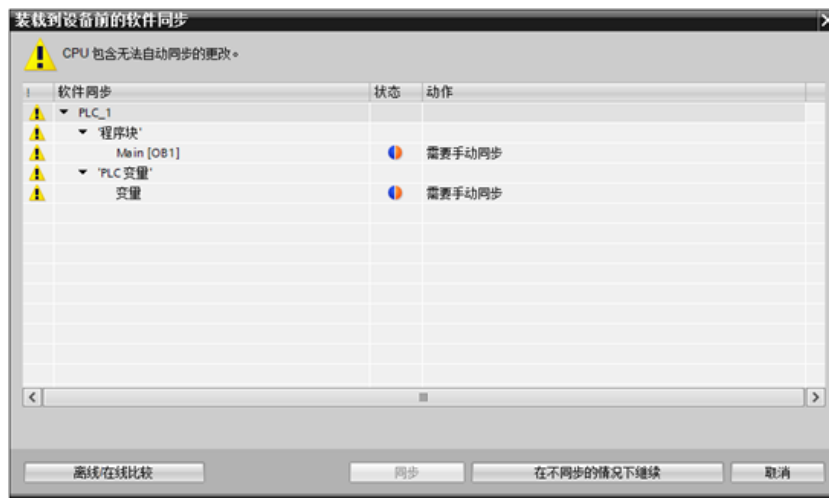 装载到设备前的软件同步
CPU 包含无法自动同步的更改。
! 软件同步 状态 动作
PLC_1
'程序块'
Main [OB1] 需要手动同步
'PLC 变量'
变量 需要手动同步
离线/在线比较 同步 在不同步的情况下继续 取消